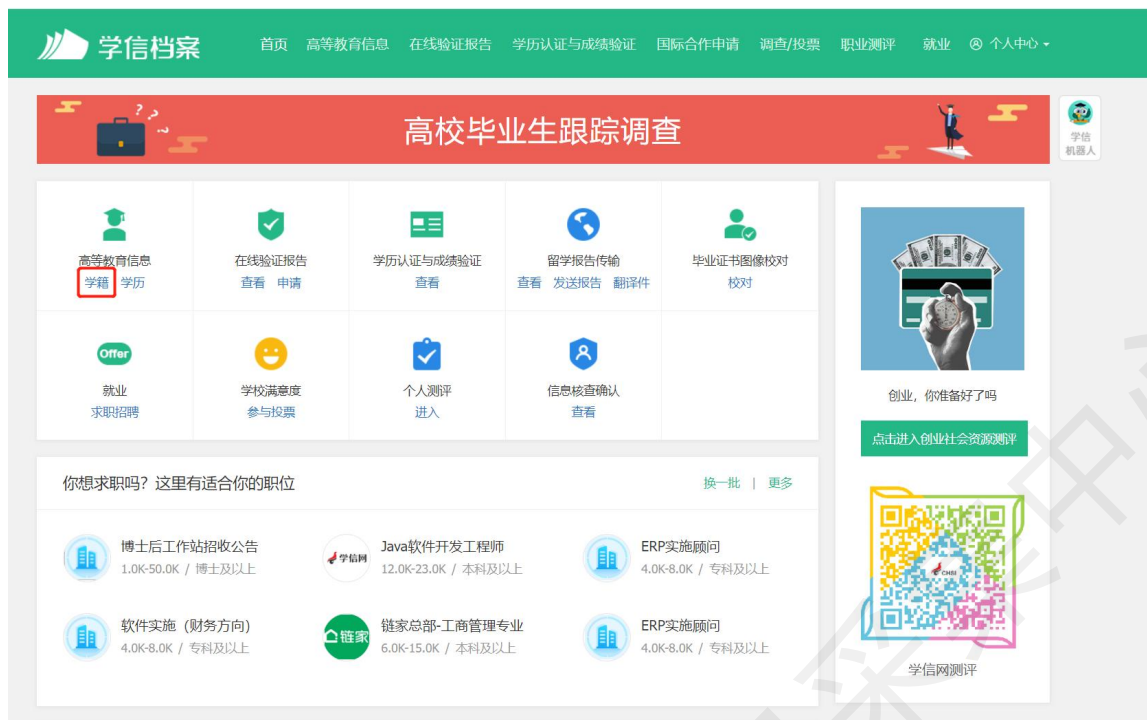 学信档案
首页 高等教育信息 在线验证报告 学历认证与成绩验证 国际合作申请 调查/投票 职业测评 就业 个人中心
???
高校毕业生跟踪调查
学信
机器人
高等教育信息 在线验证报告 学历认证与成绩验证 留学报告传输 毕业证书图像校对
学籍 学历 查看 申请 查看 查看 发送报告 翻译件 校对
Offer
就业 学校满意度 个人测评 信息核查确认
求职招聘 参与投票 进入 查看
创业，你准备好了吗
点击进入创业社会资源测评
你想求职吗？这里有适合你的职位 换一批 | 更多
博士后工作站招收公告
1.0K-50.0K / 博士及以上
学信网
Java软件开发工程师
12.0K-23.0K / 本科及以上
ERP实施顾问
4.0K-8.0K / 专科及以上
软件实施（财务方向）
4.0K-8.0K / 专科及以上
链家
链家总部-工商管理专业
6.0K-15.0K / 本科及以上
ERP实施顾问
4.0K-8.0K / 专科及以上
CHSI
学信网测评